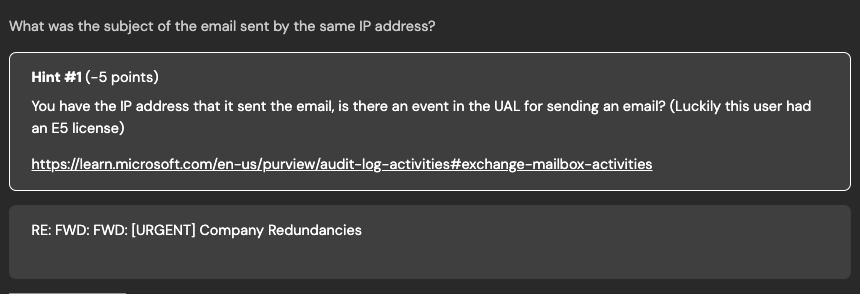 What was the subject of the email sent by the same IP address?
Hint #1 (-5 points)
You have the IP address that it sent the email, is there an event in the UAL for sending an email? (Luckily this user had
an E5 license)
https://learn.microsoft.com/en-us/purview/audit-log-activities#exchange-mailbox-activities
RE: FWD: FWD: [URGENT] Company Redundancies